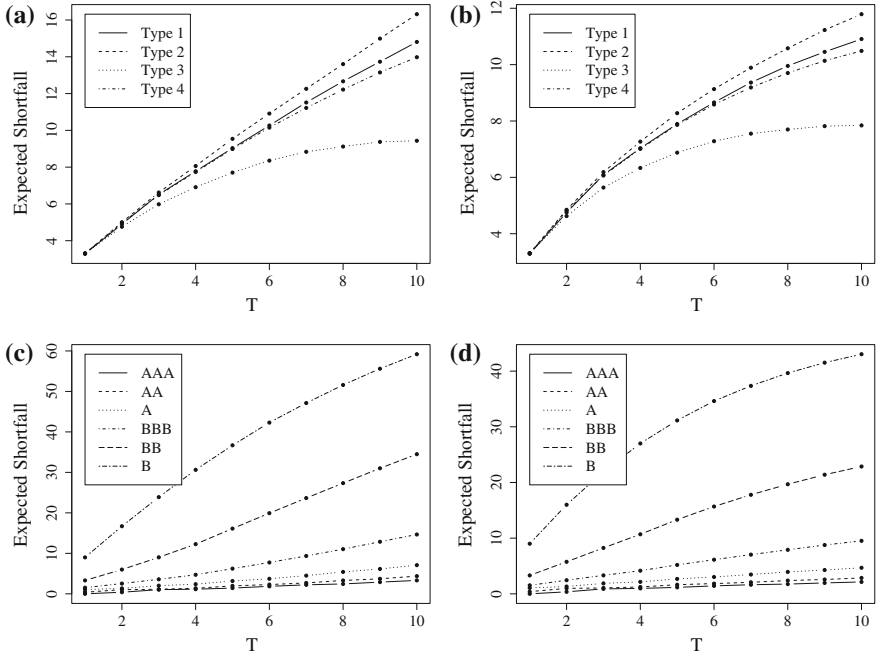 (a)
Expected Shortfall
16
14
12
10
8
6
4
Type 1
Type 2
Type 3
Type 4
2 4 6 8 10
T
(b)
Expected Shortfall
12
10
8
6
4
Type 1
Type 2
Type 3
Type 4
2 4 6 8 10
T
(c)
Expected Shortfall
60
50
40
30
20
10
0
AAA
AA
A
BBB
BB
B
2 4 6 8 10
T
(d)
Expected Shortfall
40
30
20
10
0
AAA
AA
A
BBB
BB
B
2 4 6 8 10
T